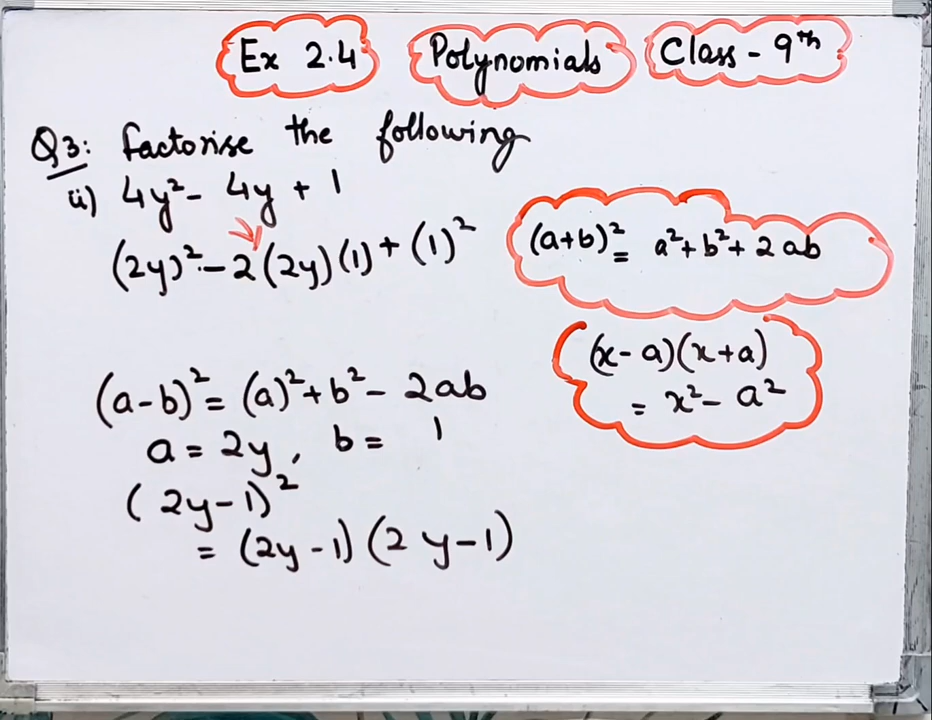 Ex 2.4 Polynomials Class - 9th
Q3: factorise the following
ii) 4y² - 4y + 1
(2y)² - 2(2y)(1) + (1)²
(a+b)² = a² + b² + 2ab
(x-a)(x+a)
= x² - a²
(a-b)² = (a)² + b² - 2ab
a = 2y, b = 1
(2y-1)²
= (2y-1)(2y-1)